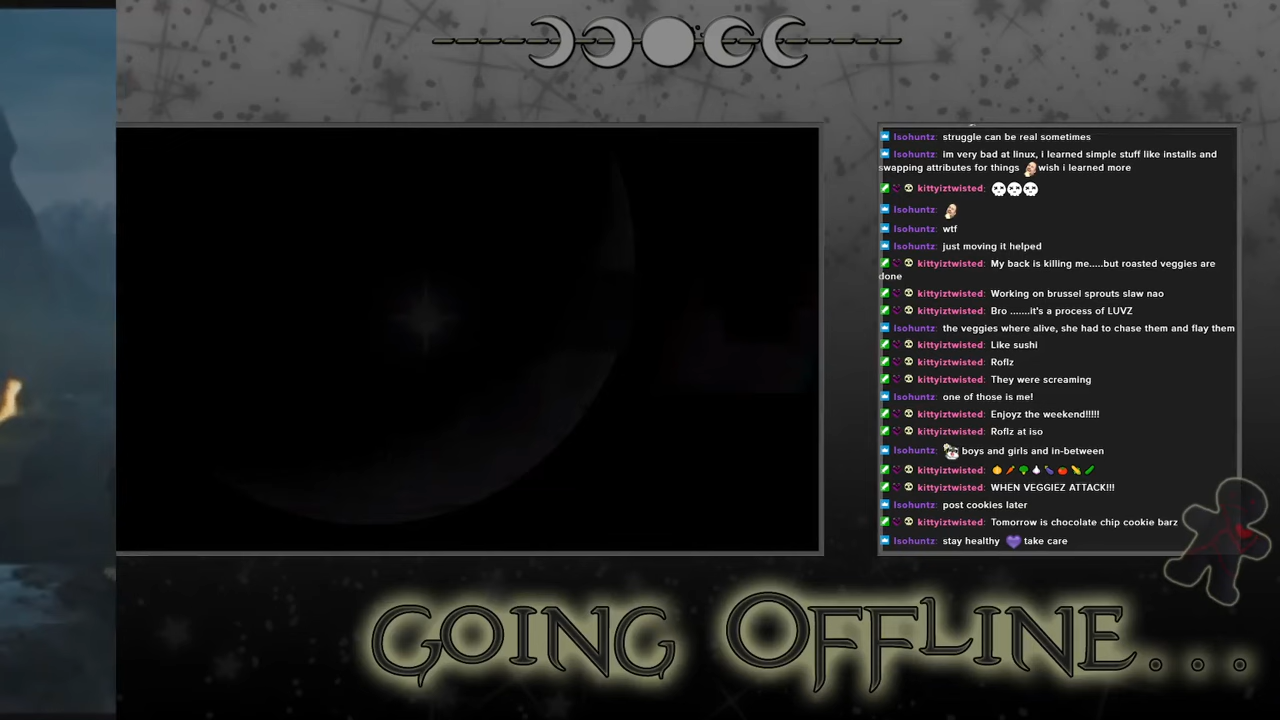 lsohuntz: struggle can be real sometimes
lsohuntz: im very bad at linux, i learned simple stuff like installs and
swapping attributes for things wish i learned more
kittyiztwisted:
lsohuntz:
lsohuntz: wtf
lsohuntz: just moving it helped
kittyiztwisted: My back is killing me.....but roasted veggies are
done
kittyiztwisted: Working on brussel sprouts slaw nao
kittyiztwisted: Bro .......it's a process of LUVZ
lsohuntz: the veggies where alive, she had to chase them and flay them
kittyiztwisted: Like sushi
kittyiztwisted: Roflz
kittyiztwisted: They were screaming
lsohuntz: one of those is me!
kittyiztwisted: Enjoyz the weekend!!!!!
kittyiztwisted: Roflz at iso
lsohuntz: boys and girls and in-between
kittyiztwisted:
kittyiztwisted: WHEN VEGGIEZ ATTACK!!!
lsohuntz: post cookies later
kittyiztwisted: Tomorrow is chocolate chip cookie barz
lsohuntz: stay healthy 💜 take care
GOING OFFLINE...